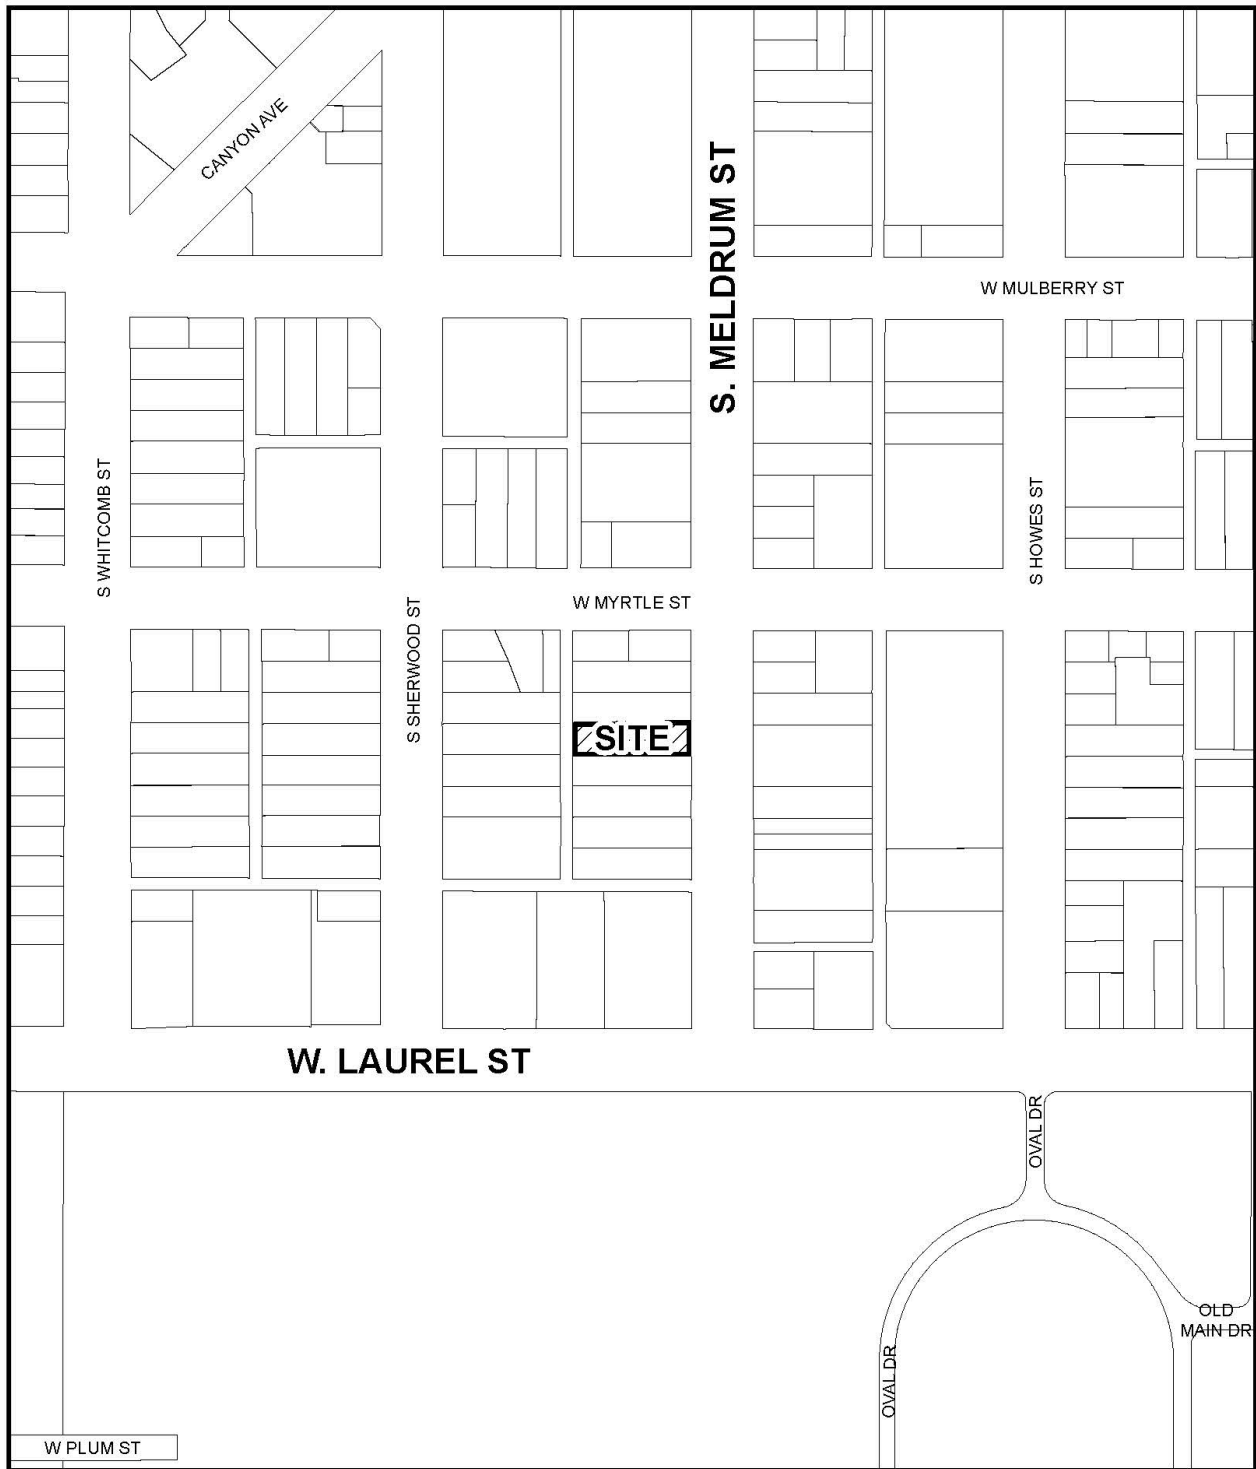 CANYON AVE
S. MELDRUM ST
W MULBERRY ST
S WHITCOMB ST
S HOWES ST
W MYRTLE ST
S SHERWOOD ST
SITE
W. LAUREL ST
OVAL DR
OLD
MAIN DR
OVAL DR
W PLUM ST